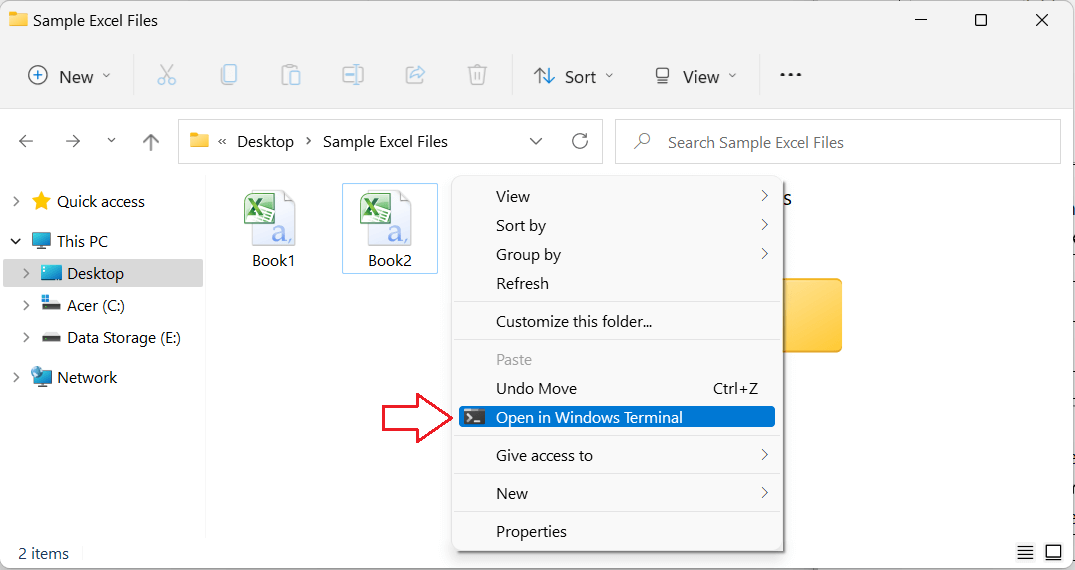 Sample Excel Files
New
Sort
View
« Desktop > Sample Excel Files
Search Sample Excel Files
Quick access
This PC
Desktop
Acer (C:)
Data Storage (E:)
Network
Book1
Book2
View
Sort by
Group by
Refresh
Customize this folder...
Paste
Undo Move Ctrl+Z
Open in Windows Terminal
Give access to
New
Properties
2 items